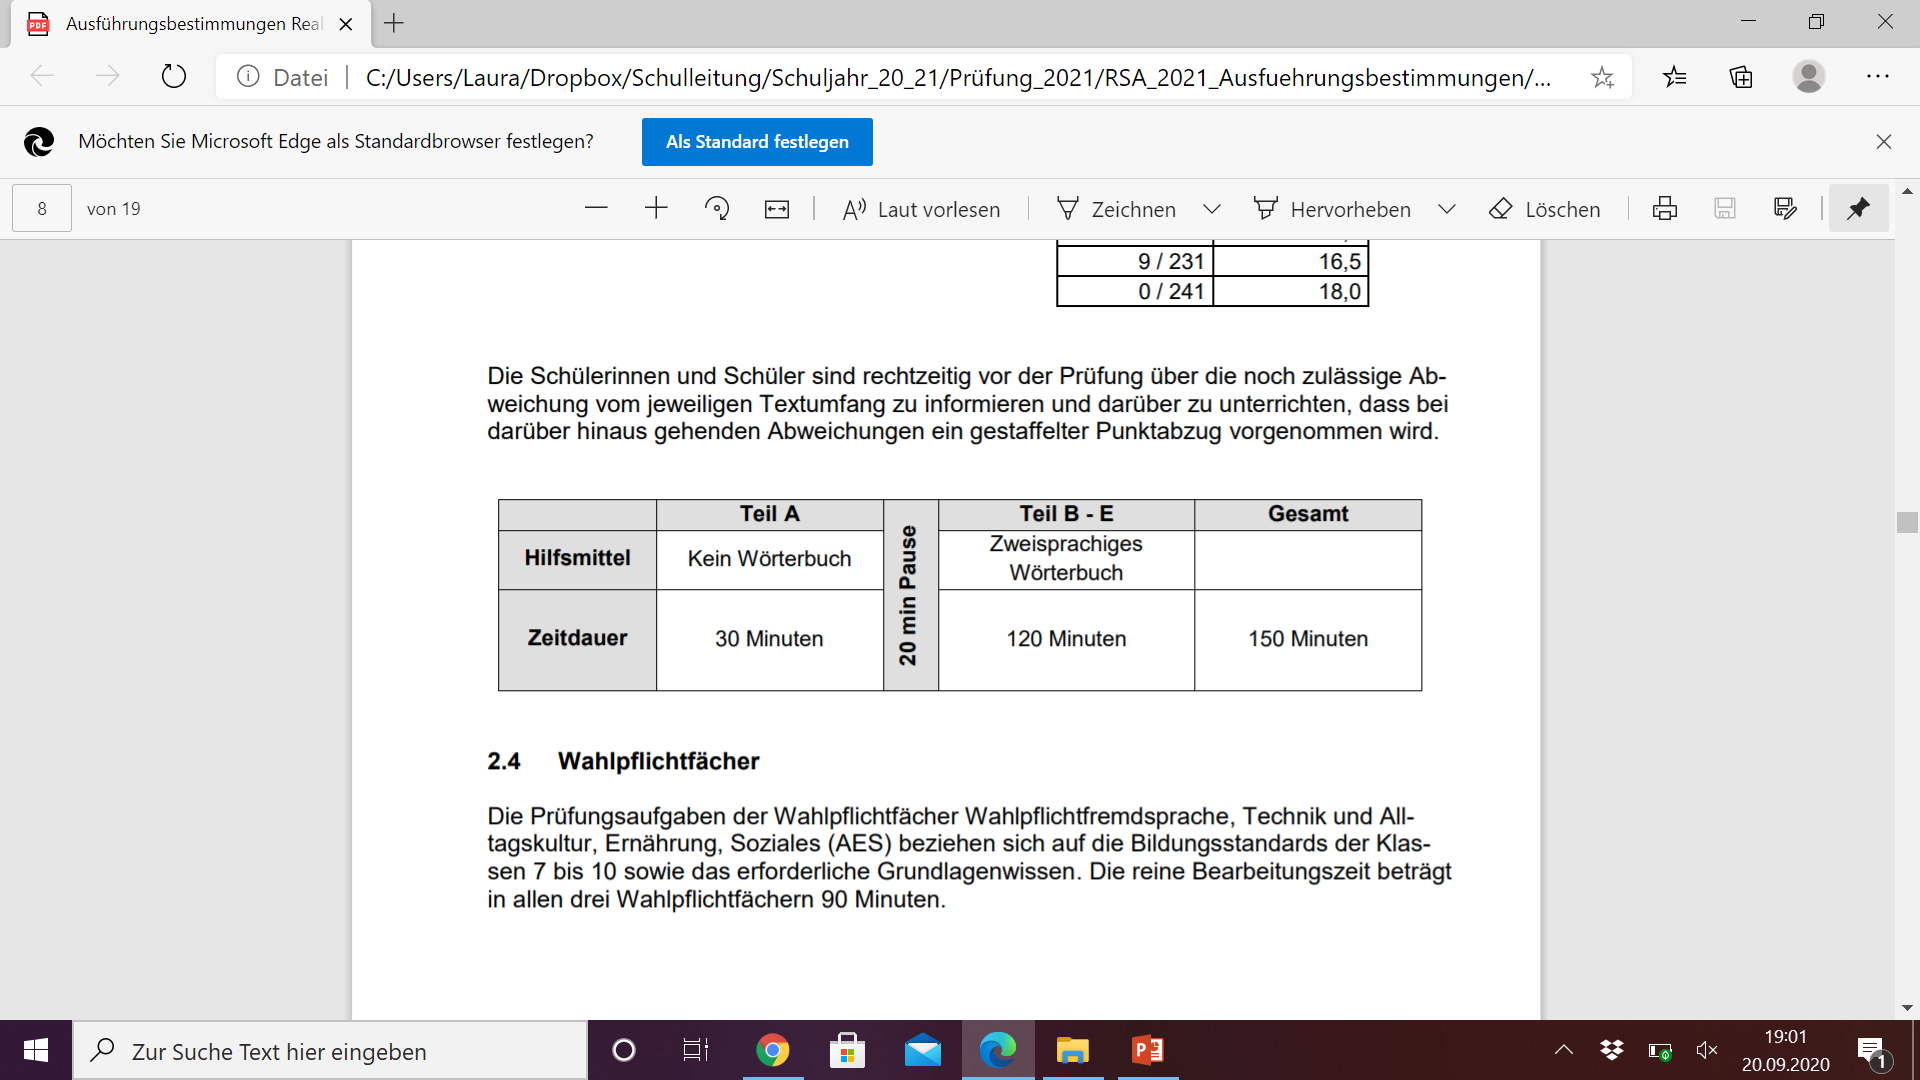 Ausführungsbestimmungen Real
Datei
C:/Users/Laura/Dropbox/Schulleitung/Schuljahr_20_21/Prüfung_2021/RSA_2021_Ausfuehrungsbestimmungen/...
Möchten Sie Microsoft Edge als Standardbrowser festlegen?
Als Standard festlegen
8 von 19
Laut vorlesen
Zeichnen
Hervorheben
Löschen
9 / 231 16,5
0 / 241 18,0
Die Schülerinnen und Schüler sind rechtzeitig vor der Prüfung über die noch zulässige Ab-
weichung vom jeweiligen Textumfang zu informieren und darüber zu unterrichten, dass bei
darüber hinaus gehenden Abweichungen ein gestaffelter Punktabzug vorgenommen wird.
Teil A Teil B - E Gesamt
20 min Pause
Hilfsmittel Kein Wörterbuch Zweisprachiges
Wörterbuch
Zeitdauer 30 Minuten 120 Minuten 150 Minuten
2.4 Wahlpflichtfächer
Die Prüfungsaufgaben der Wahlpflichtfächer Wahlpflichtfremdsprache, Technik und All-
tagskultur, Ernährung, Soziales (AES) beziehen sich auf die Bildungsstandards der Klas-
sen 7 bis 10 sowie das erforderliche Grundlagenwissen. Die reine Bearbeitungszeit beträgt
in allen drei Wahlpflichtfächern 90 Minuten.
Zur Suche Text hier eingeben
19:01
20.09.2020
1